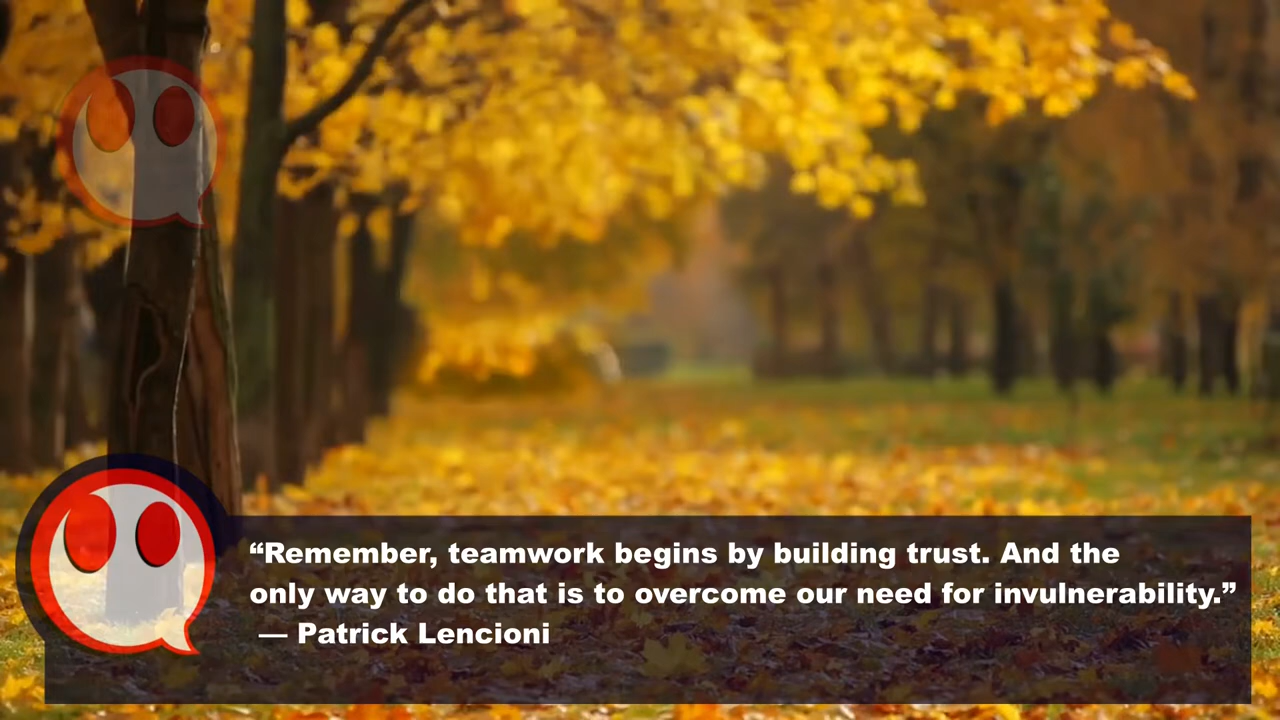 “Remember, teamwork begins by building trust. And the
only way to do that is to overcome our need for invulnerability.”
— Patrick Lencioni